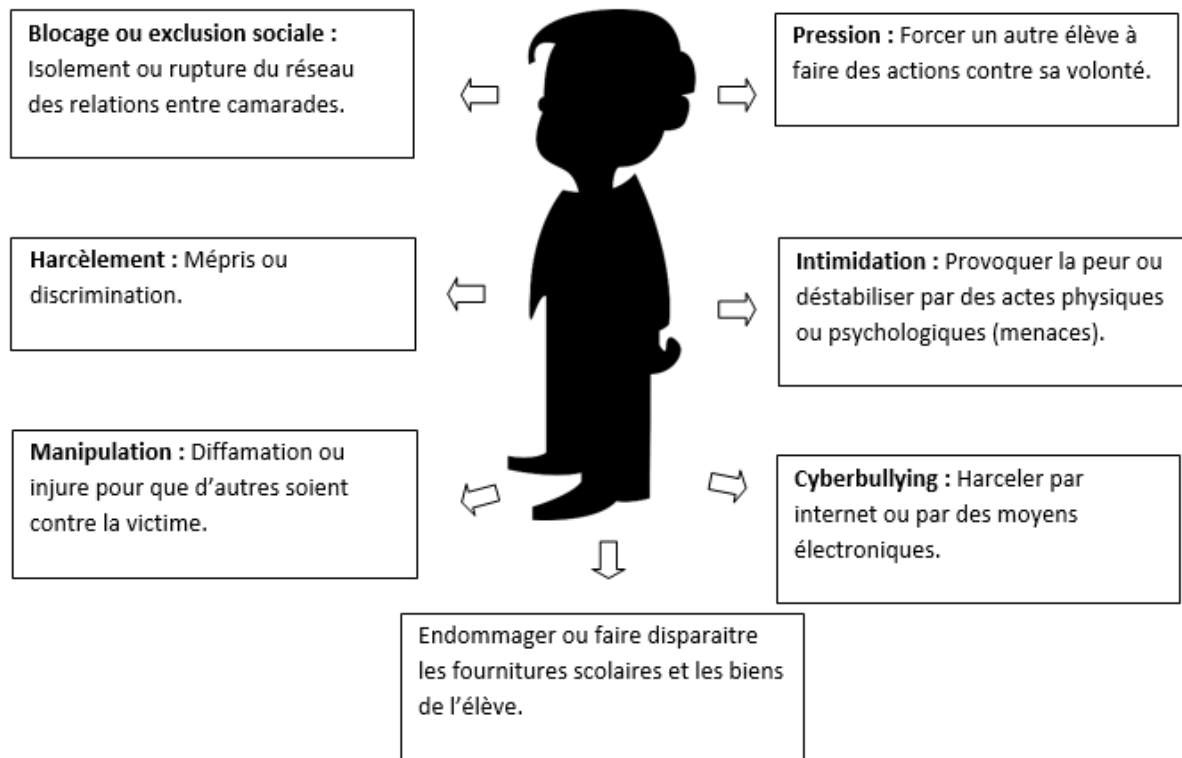 Blocage ou exclusion sociale :
Isolement ou rupture du réseau
des relations entre camarades.
Pression : Forcer un autre élève à
faire des actions contre sa volonté.
Harcèlement : Mépris ou
discrimination.
Intimidation : Provoquer la peur ou
déstabiliser par des actes physiques
ou psychologiques (menaces).
Manipulation : Diffamation ou
injure pour que d’autres soient
contre la victime.
Cyberbullying : Harceler par
internet ou par des moyens
électroniques.
Endommager ou faire disparaitre
les fournitures scolaires et les biens
de l’élève.